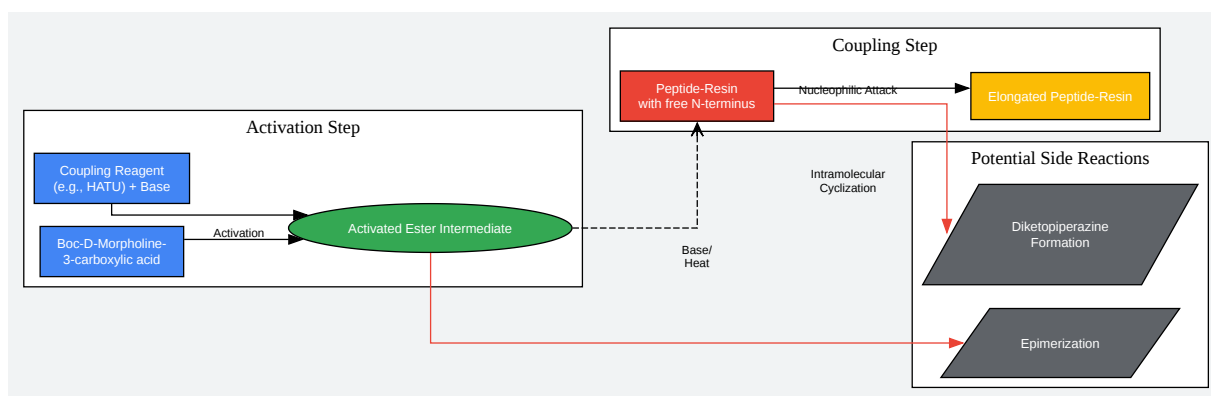 Coupling Step
Peptide-Resin
with free N-terminus
Nucleophilic Attack
Elongated Peptide-Resin
Activation Step
Coupling Reagent
(e.g., HATU) + Base
Boc-D-Morpholine-
3-carboxylic acid
Activation
Activated Ester Intermediate
Base/
Heat
Intramolecular
Cyclization
Potential Side Reactions
Diketopiperazine
Formation
Epimerization